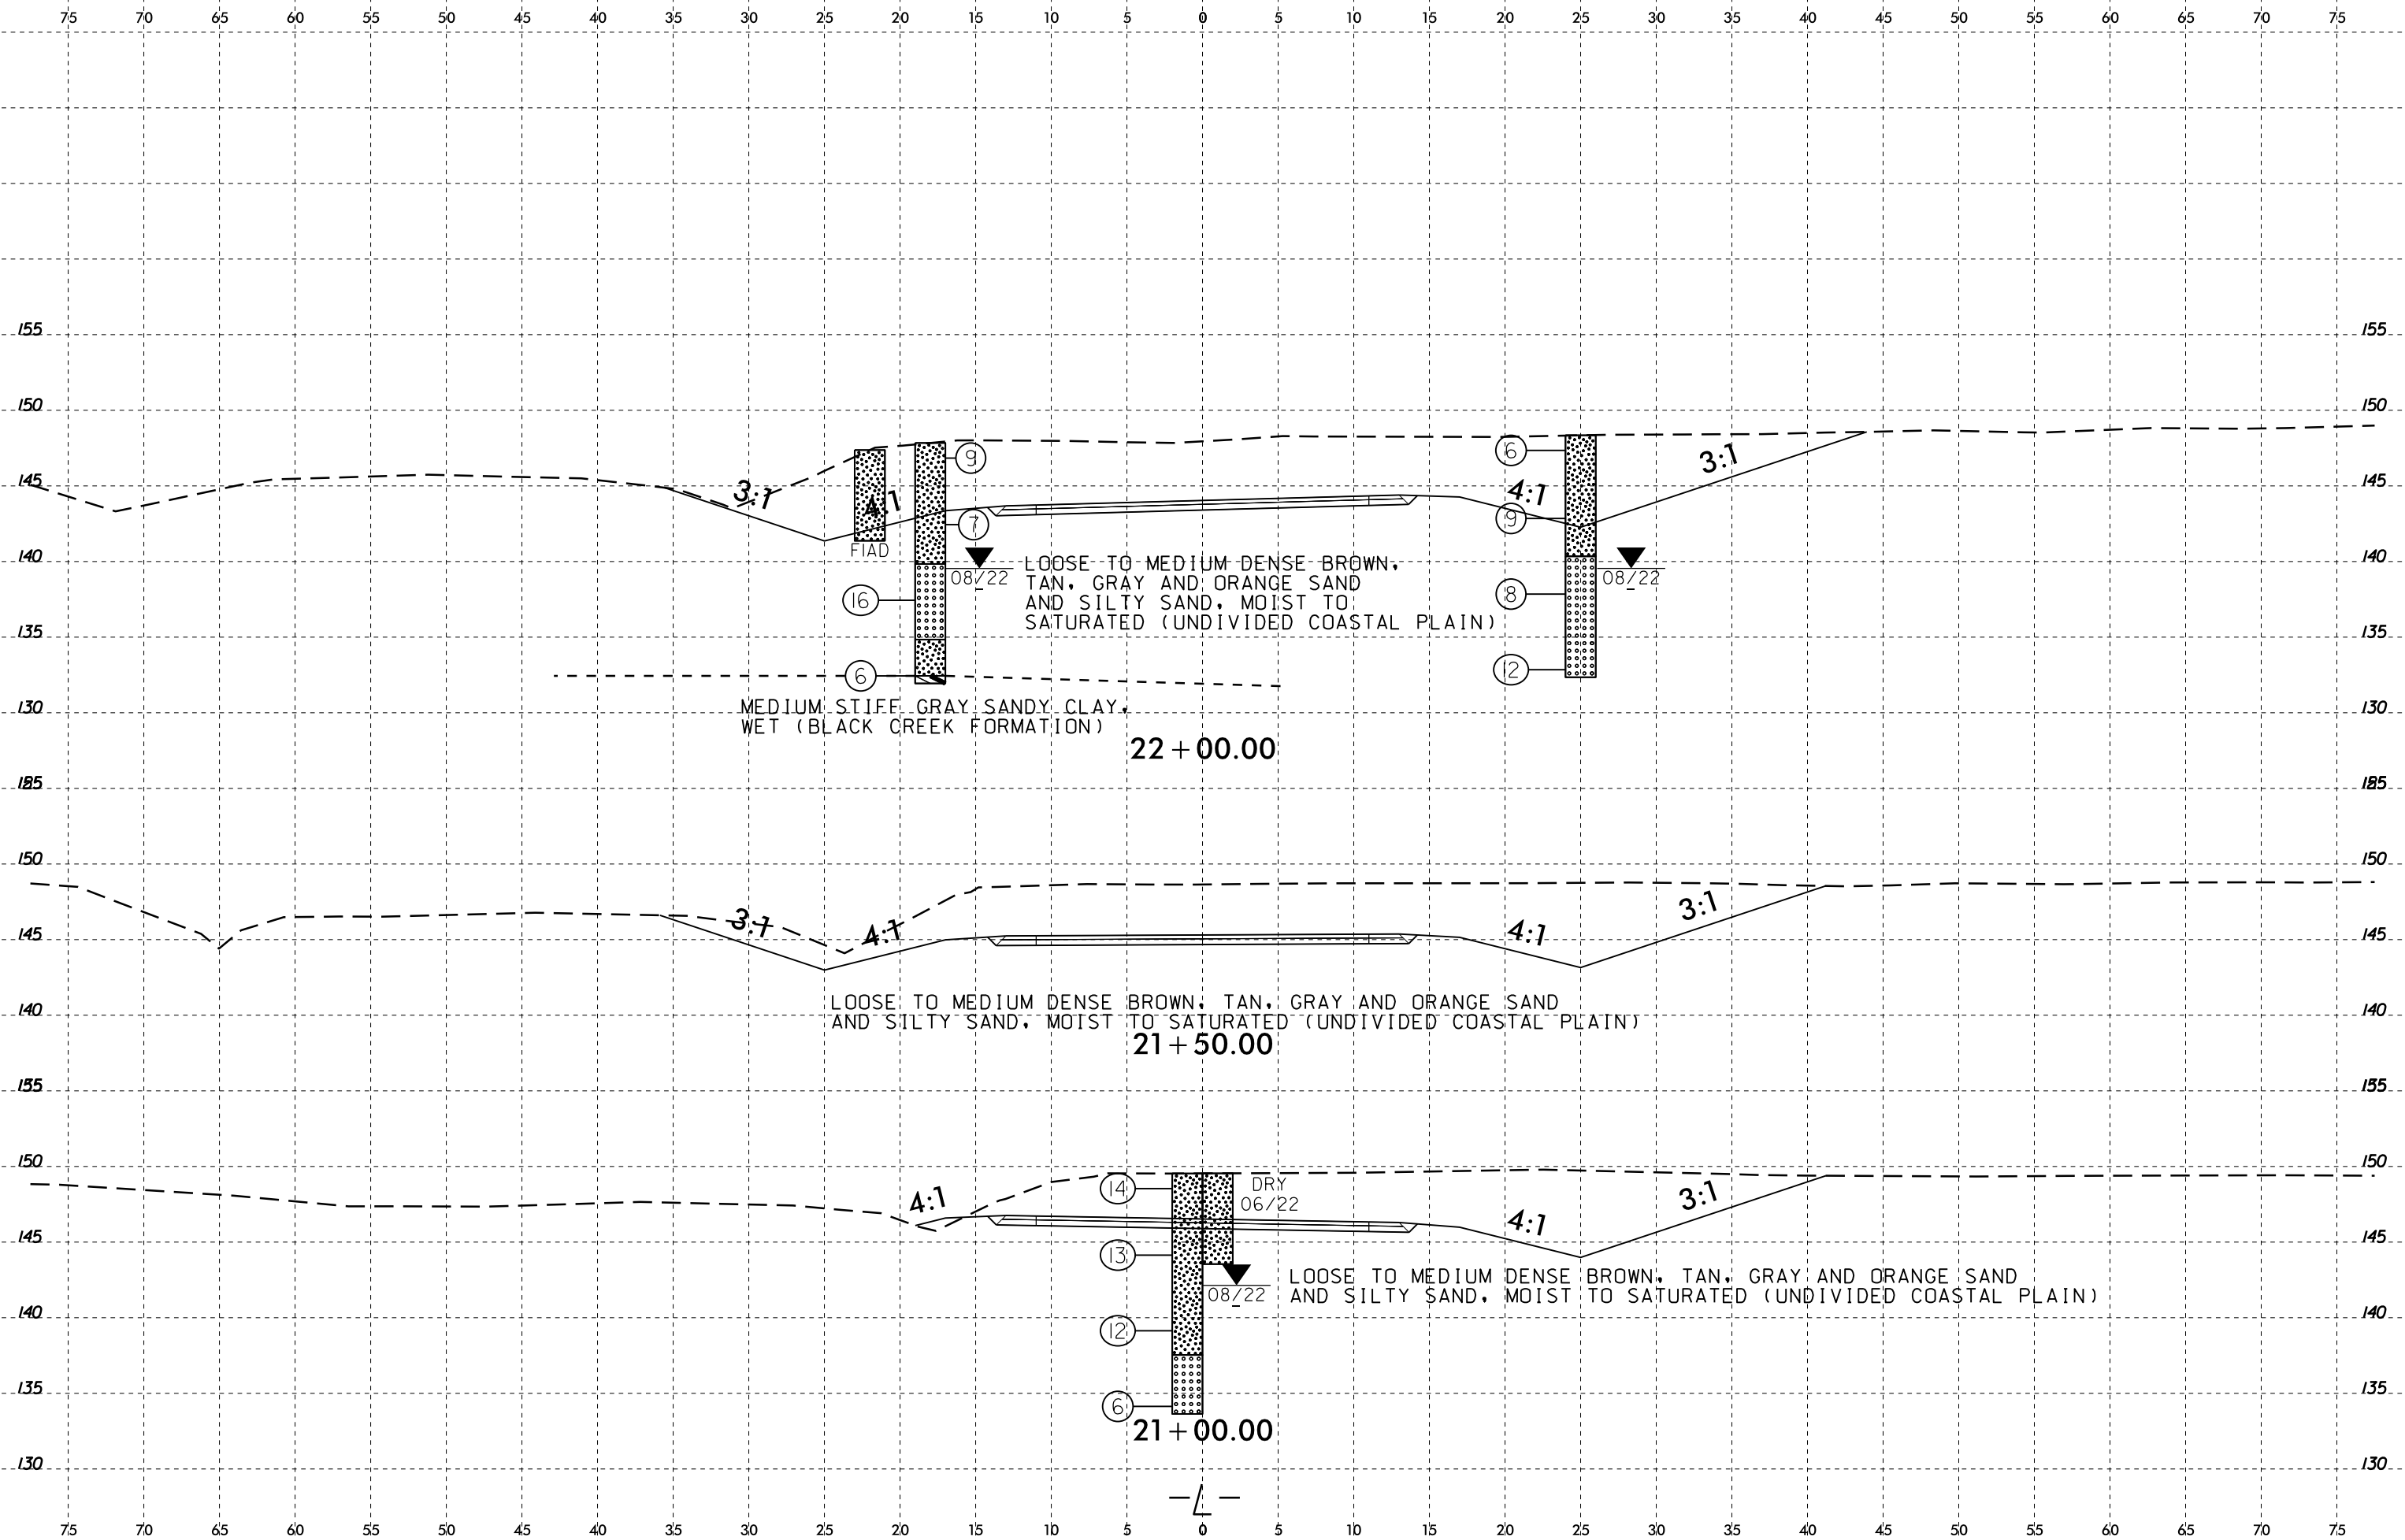 75 70 65 60 55 50 45 40 35 30 25 20 15 10 5 0 5 10 15 20 25 30 35 40 45 50 55 60 65 70 75
155 155
150 150
9 6
145 3:1 4:1 4:1 3:1 145
7 9
FIAD
140 140
08/22 08/22
LOOSE TO MEDIUM DENSE BROWN,
TAN, GRAY AND ORANGE SAND
AND SILTY SAND, MOIST TO
SATURATED (UNDIVIDED COASTAL PLAIN)
16 8
135 135
6 12
MEDIUM STIFF GRAY SANDY CLAY,
WET (BLACK CREEK FORMATION)
130 130
22+00.00
155 155
150 150
3:1 4:1 4:1 3:1
145 145
LOOSE TO MEDIUM DENSE BROWN, TAN, GRAY AND ORANGE SAND
AND SILTY SAND, MOIST TO SATURATED (UNDIVIDED COASTAL PLAIN)
140 140
21+50.00
155 155
150 150
14 DRY
06/22
4:1 4:1 3:1
145 145
13
08/22
LOOSE TO MEDIUM DENSE BROWN, TAN, GRAY AND ORANGE SAND
AND SILTY SAND, MOIST TO SATURATED (UNDIVIDED COASTAL PLAIN)
140 140
12
135 135
6
21+00.00
130 130
-L-
75 70 65 60 55 50 45 40 35 30 25 20 15 10 5 0 5 10 15 20 25 30 35 40 45 50 55 60 65 70 75